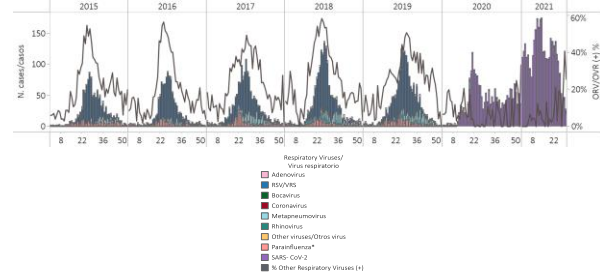 2015 2016 2017 2018 2019 2020 2021
150
100
50
0
N. cases/casos
60%
40%
20%
0%
ORV/OVR (+) %
8 22 36 50 8 22 36 50 8 22 36 50 8 22 36 50 8 22 36 50 8 22 36 50 8 22
Respiratory Viruses/
Virus respiratorio
Adenovirus
RSV/VRS
Bocavirus
Coronavirus
Metapneumovirus
Rhinovirus
Other viruses/Otros virus
Parainfluenza*
SARS- CoV-2
% Other Respiratory Viruses (+)